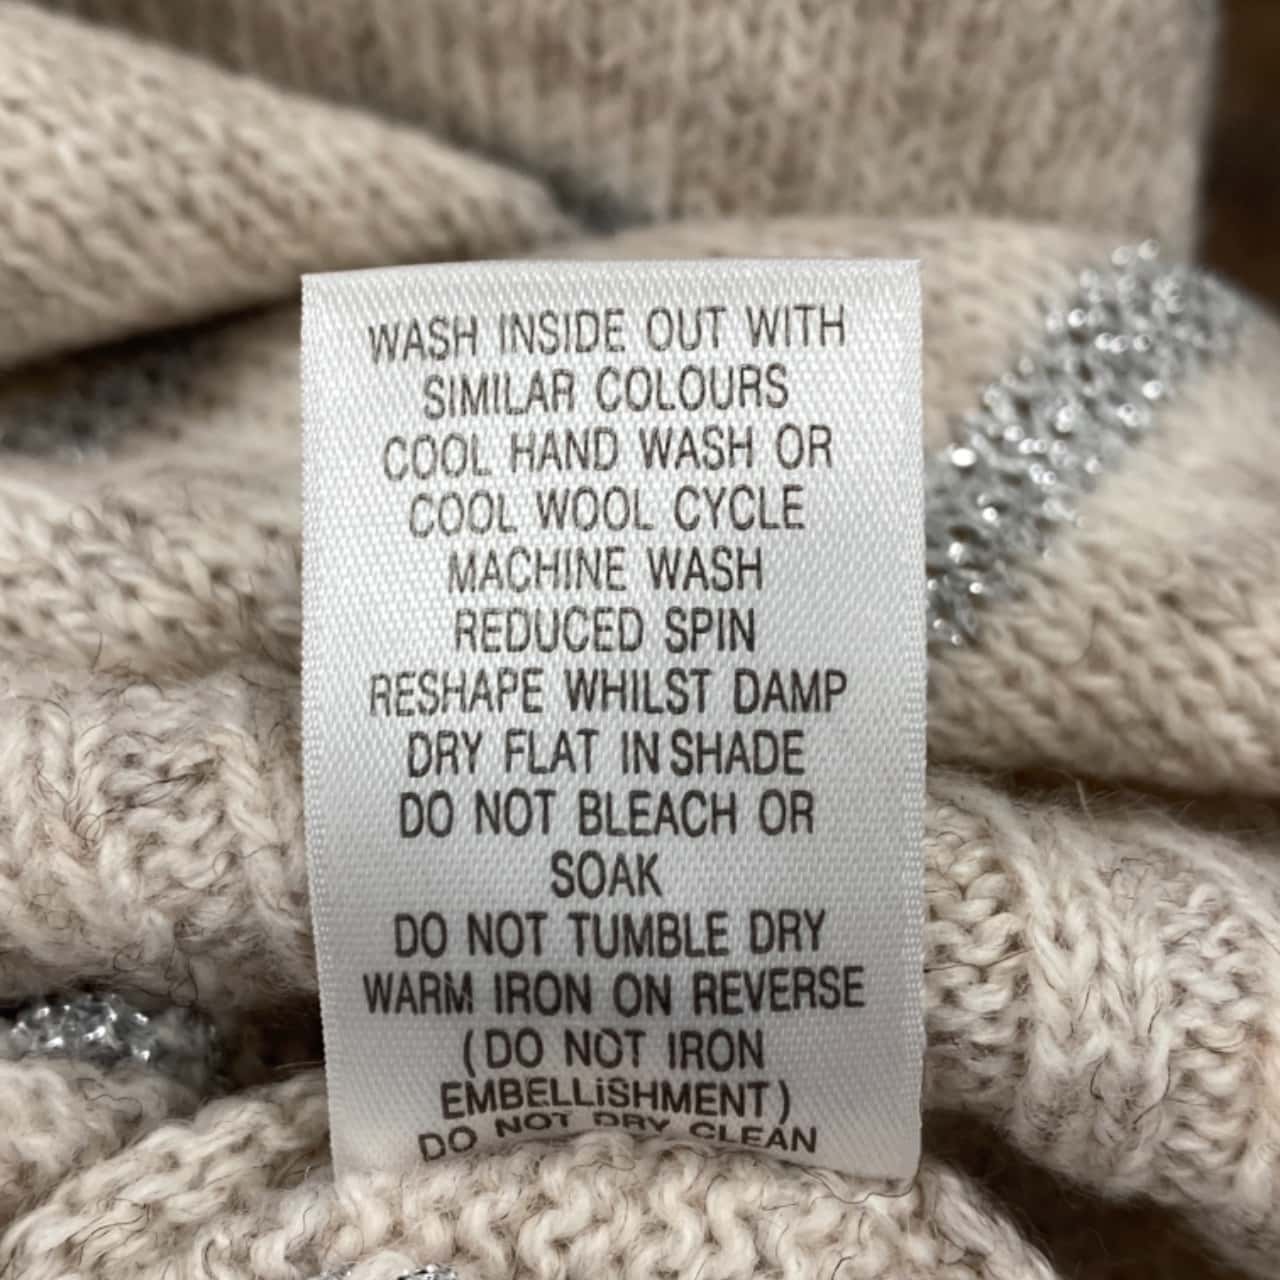 WASH INSIDE OUT WITH
SIMILAR COLOURS
COOL HAND WASH OR
COOL WOOL CYCLE
MACHINE WASH
REDUCED SPIN
RESHAPE WHILST DAMP
DRY FLAT IN SHADE
DO NOT BLEACH OR
SOAK
DO NOT TUMBLE DRY
WARM IRON ON REVERSE
(DO NOT IRON
EMBELLiSHMENT)
DO NOT DRY CLEAN